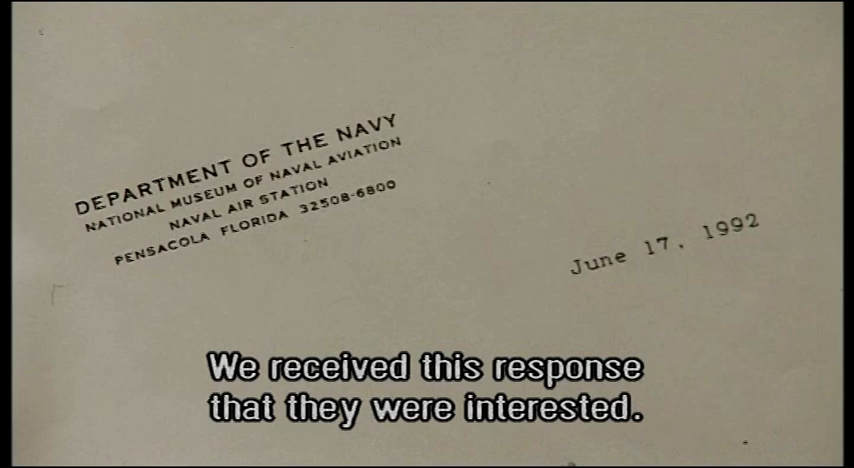 DEPARTMENT OF THE NAVY
NATIONAL MUSEUM OF NAVAL AVIATION
NAVAL AIR STATION
PENSACOLA FLORIDA 32508-6800
June 17, 1992
We received this response
that they were interested.